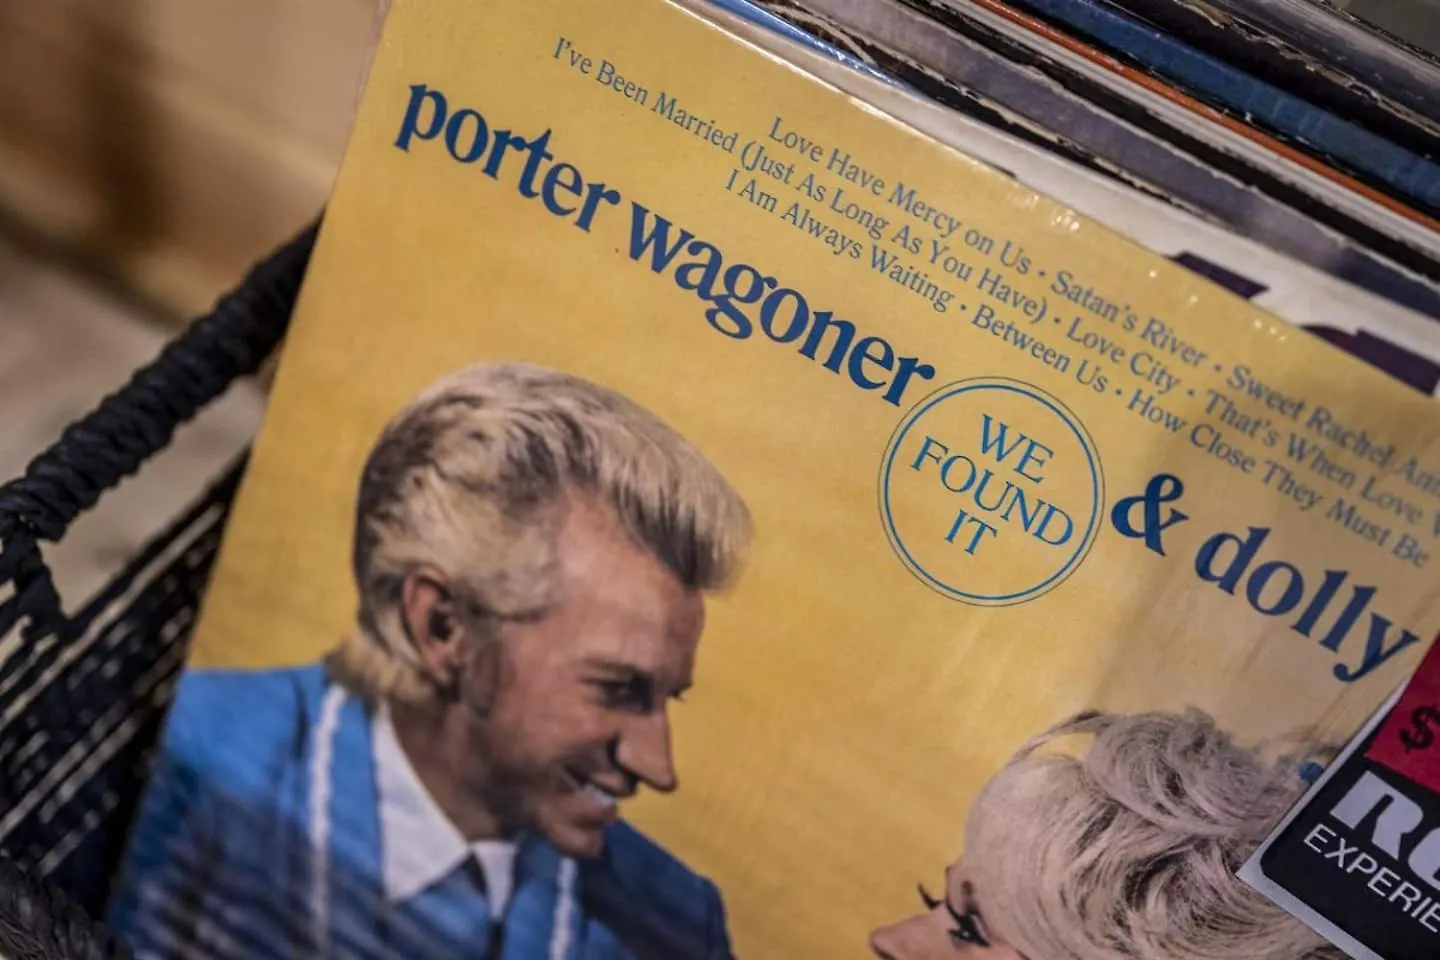 Love Have Mercy on Us · Satan's River · Sweet Rachel
I've Been Married (Just As Long As You Have) · Love City · That's When Love
I Am Always Waiting · Between Us · How Close They Must Be
porter wagoner & dolly
WE
FOUND
IT
$